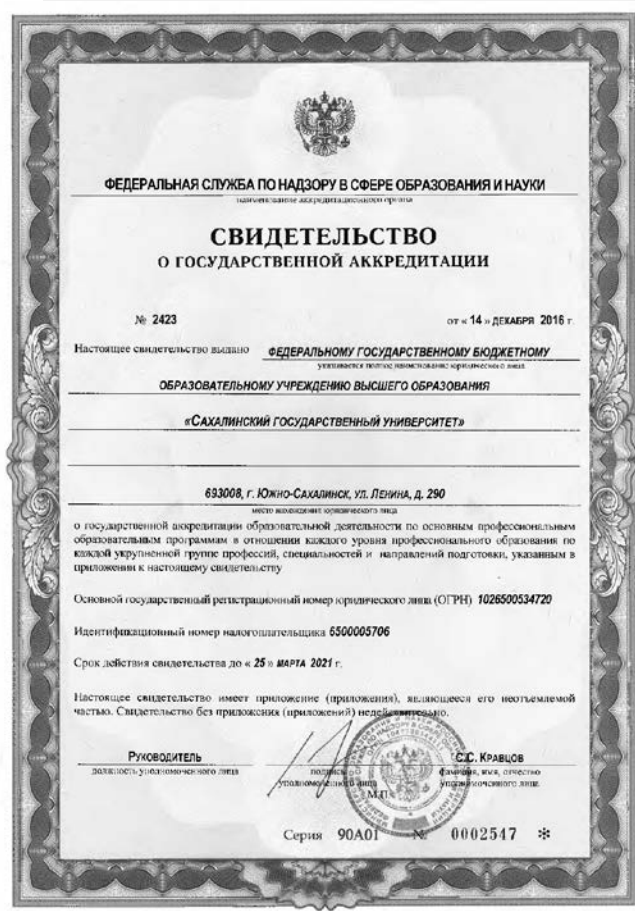 ФЕДЕРАЛЬНАЯ СЛУЖБА ПО НАДЗОРУ В СФЕРЕ ОБРАЗОВАНИЯ И НАУКИ
наименование аккредитационного органа
СВИДЕТЕЛЬСТВО
О ГОСУДАРСТВЕННОЙ АККРЕДИТАЦИИ
№ 2423 от « 14 » ДЕКАБРЯ 2016 г.
Настоящее свидетельство выдано ФЕДЕРАЛЬНОМУ ГОСУДАРСТВЕННОМУ БЮДЖЕТНОМУ
указывается полное наименование юридического лица
ОБРАЗОВАТЕЛЬНОМУ УЧРЕЖДЕНИЮ ВЫСШЕГО ОБРАЗОВАНИЯ
«САХАЛИНСКИЙ ГОСУДАРСТВЕННЫЙ УНИВЕРСИТЕТ»
693008, г. ЮЖНО-САХАЛИНСК, УЛ. ЛЕНИНА, Д. 290
место нахождения юридического лица
о государственной аккредитации образовательной деятельности по основным профессиональным
образовательным программам в отношении каждого уровня профессионального образования по
каждой укрупненной группе профессий, специальностей и направлений подготовки, указанным в
приложении к настоящему свидетельству
Основной государственный регистрационный номер юридического лица (ОГРН) 1026500534720
Идентификационный номер налогоплательщика 6500005706
Срок действия свидетельства до « 25 » МАРТА 2021 г.
Настоящее свидетельство имеет приложение (приложения), являющееся его неотъемлемой
частью. Свидетельство без приложения (приложений) недействительно.
РУКОВОДИТЕЛЬ С.С. КРАВЦОВ
должность уполномоченного лица подпись уполномоченного лица фамилия, имя, отчество уполномоченного лица
М.П.
Серия 90А01 № 0002547 *